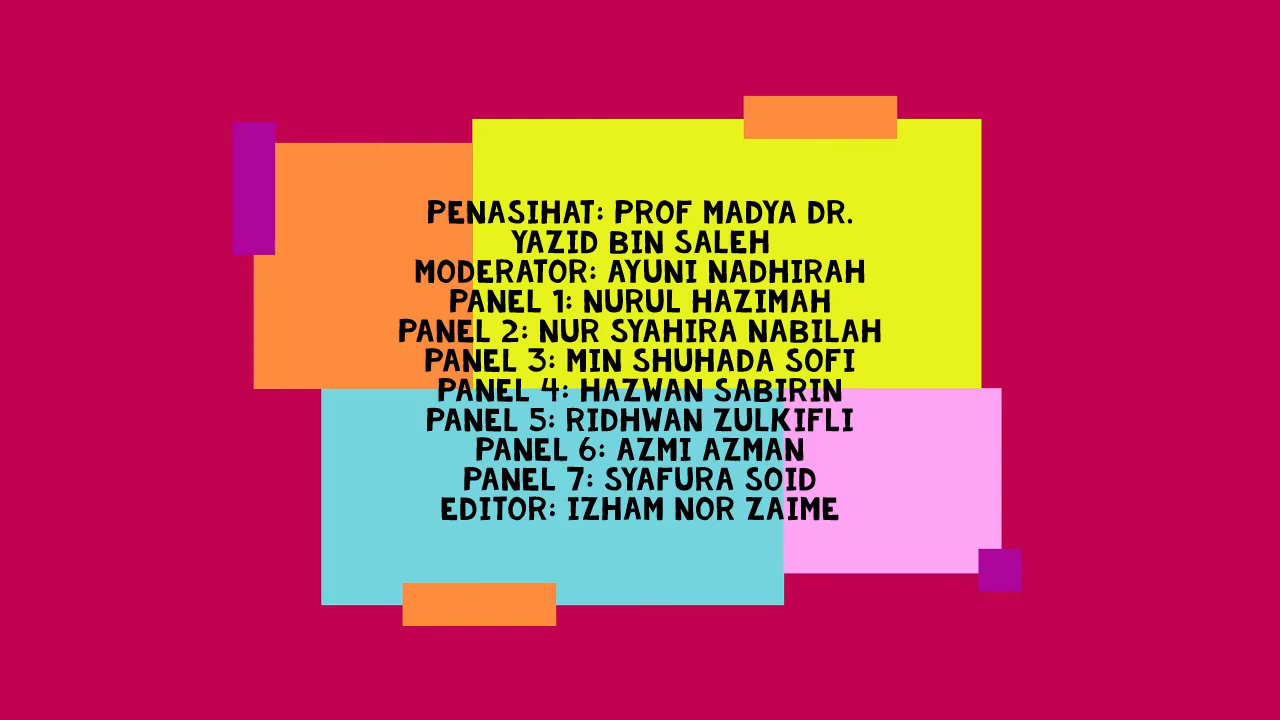 PENASIHAT: PROF MADYA DR.
YAZID BIN SALEH
MODERATOR: AYUNI NADHIRAH
PANEL 1: NURUL HAZIMAH
PANEL 2: NUR SYAHIRA NABILAH
PANEL 3: MIN SHUHADA SOFI
PANEL 4: HAZWAN SABIRIN
PANEL 5: RIDHWAN ZULKIFLI
PANEL 6: AZMI AZMAN
PANEL 7: SYAFURA SOID
EDITOR: IZHAM NOR ZAIME